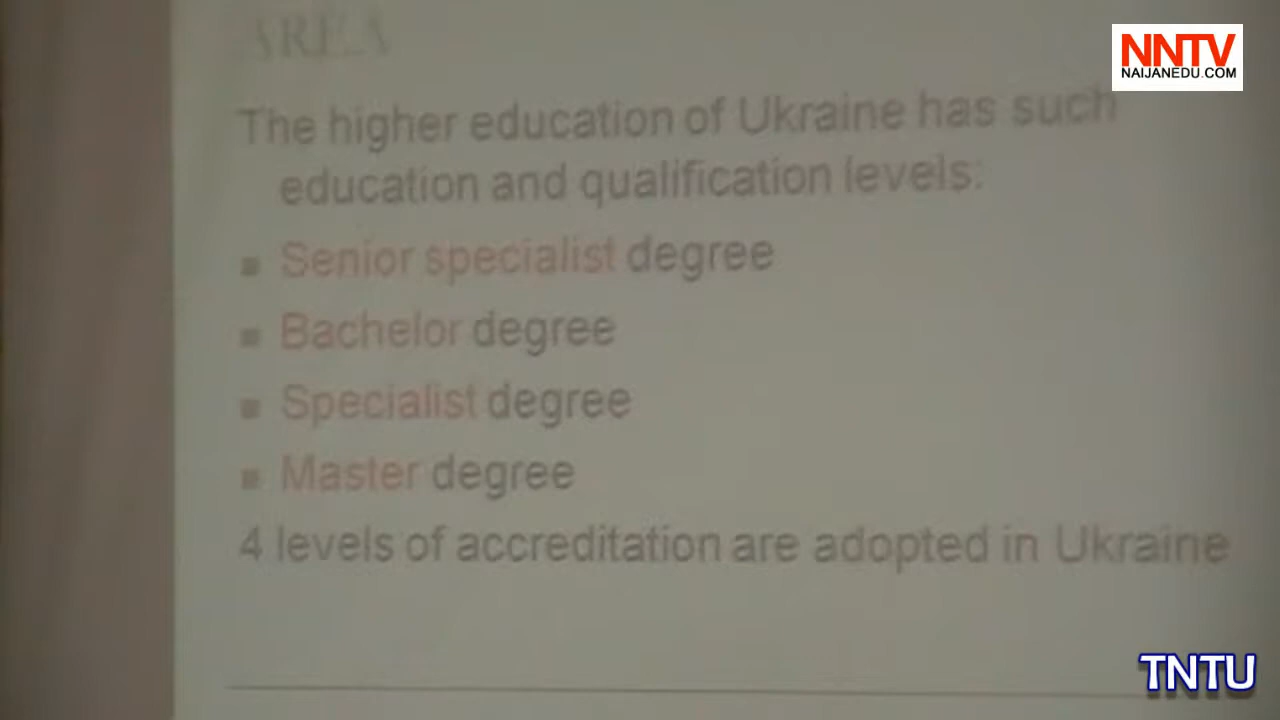 AREA
NNTV
NAIJANEDU.COM
The higher education of Ukraine has such
education and qualification levels:
■ Senior specialist degree
■ Bachelor degree
■ Specialist degree
■ Master degree
4 levels of accreditation are adopted in Ukraine
TNTU